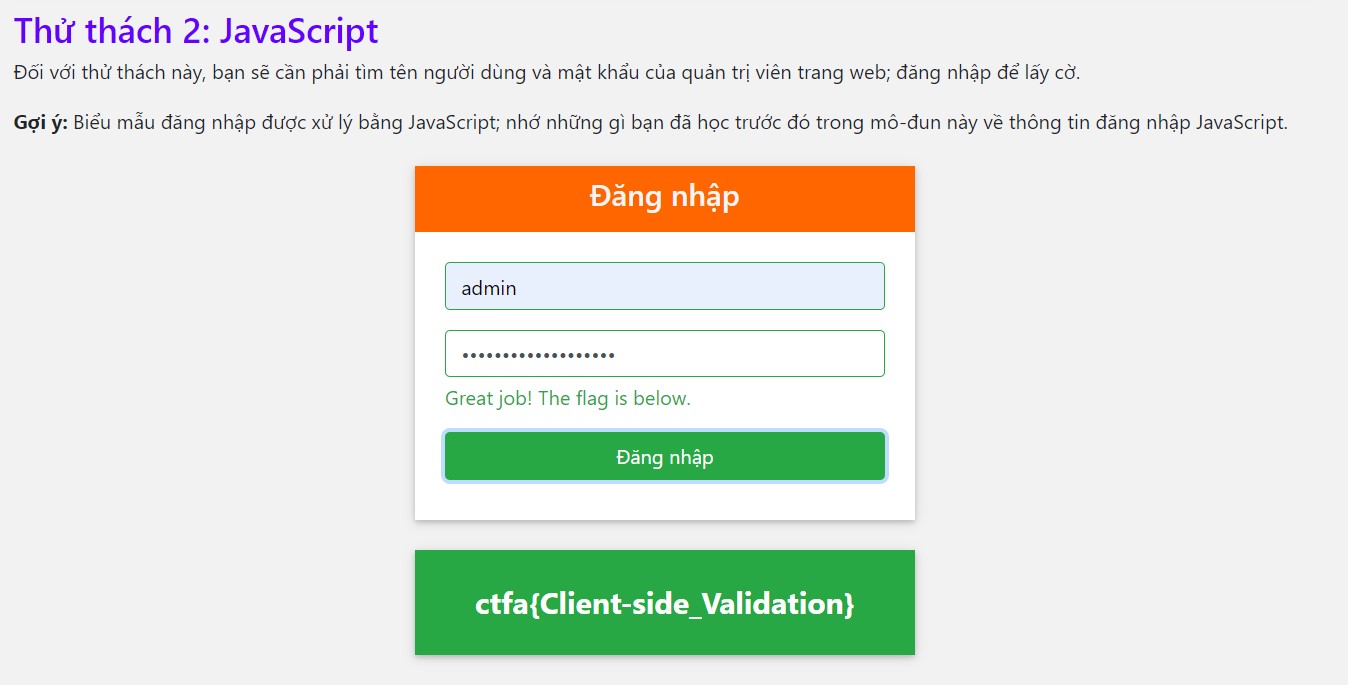 Thử thách 2: JavaScript
Đối với thử thách này, bạn sẽ cần phải tìm tên người dùng và mật khẩu của quản trị viên trang web; đăng nhập để lấy cờ.
Gợi ý: Biểu mẫu đăng nhập được xử lý bằng JavaScript; nhớ những gì bạn đã học trước đó trong mô-đun này về thông tin đăng nhập JavaScript.
Đăng nhập
admin
•••••••••••••••••••
Great job! The flag is below.
Đăng nhập
ctfa{Client-side_Validation}